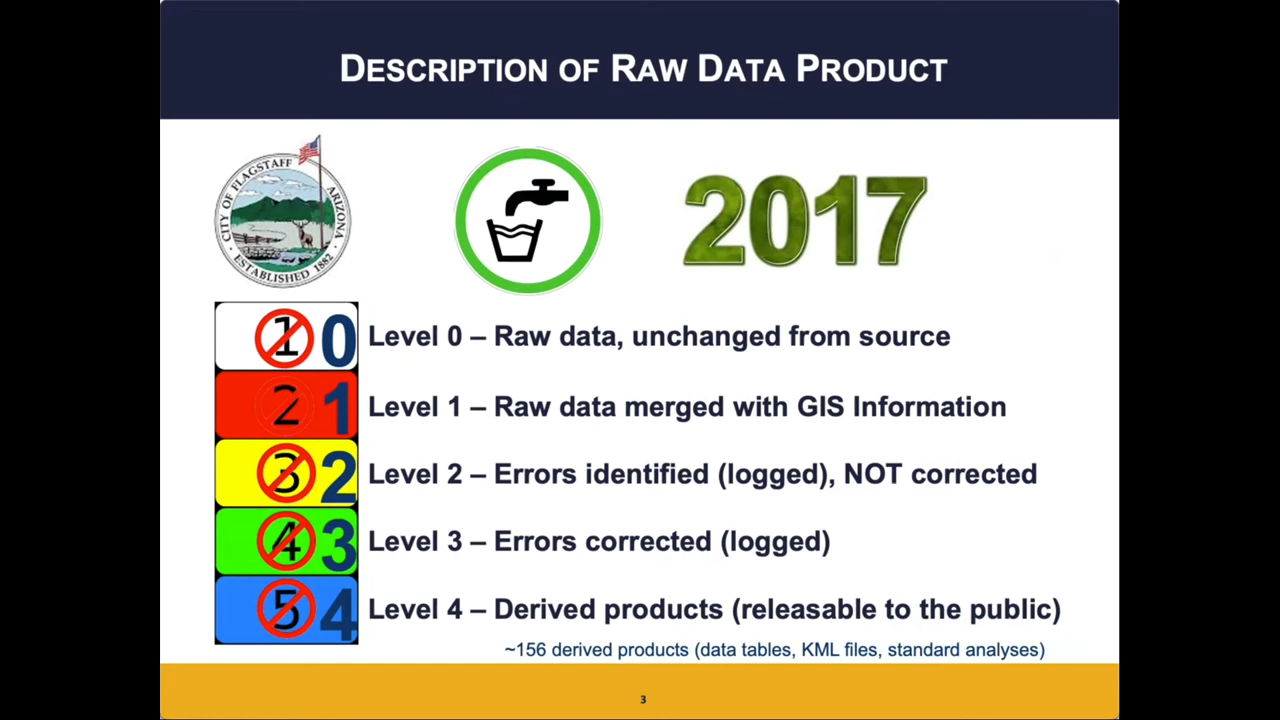 DESCRIPTION OF RAW DATA PRODUCT
CITY OF FLAGSTAFF ARIZONA
ESTABLISHED 1882
2017
1 0 Level 0 – Raw data, unchanged from source
2 1 Level 1 – Raw data merged with GIS Information
3 2 Level 2 – Errors identified (logged), NOT corrected
4 3 Level 3 – Errors corrected (logged)
5 4 Level 4 – Derived products (releasable to the public)
~156 derived products (data tables, KML files, standard analyses)
3